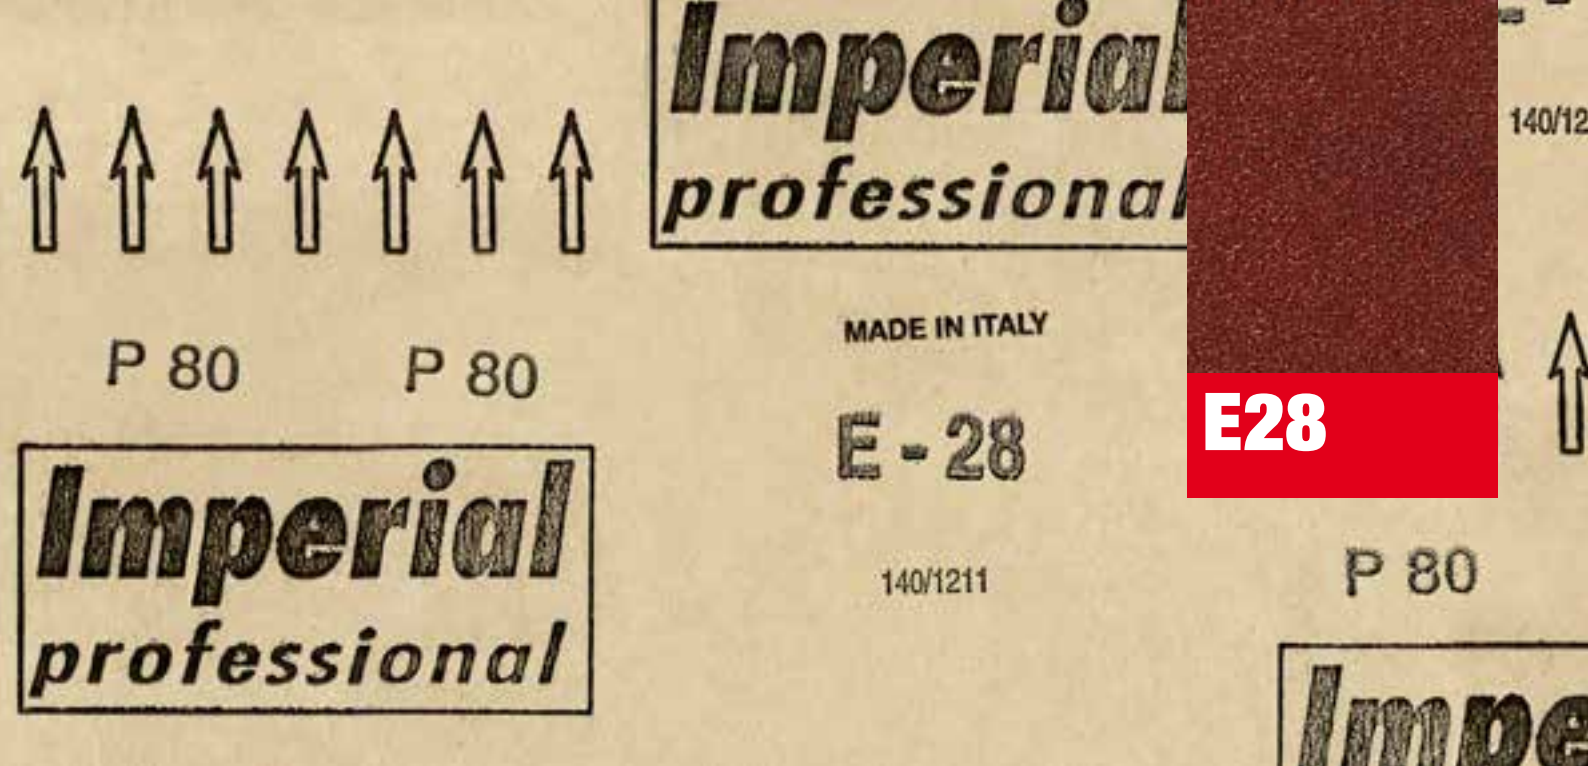 Imperial
professional
140/12
MADE IN ITALY
P 80 P 80
E - 28
E28
Imperial
professional
140/1211
P 80